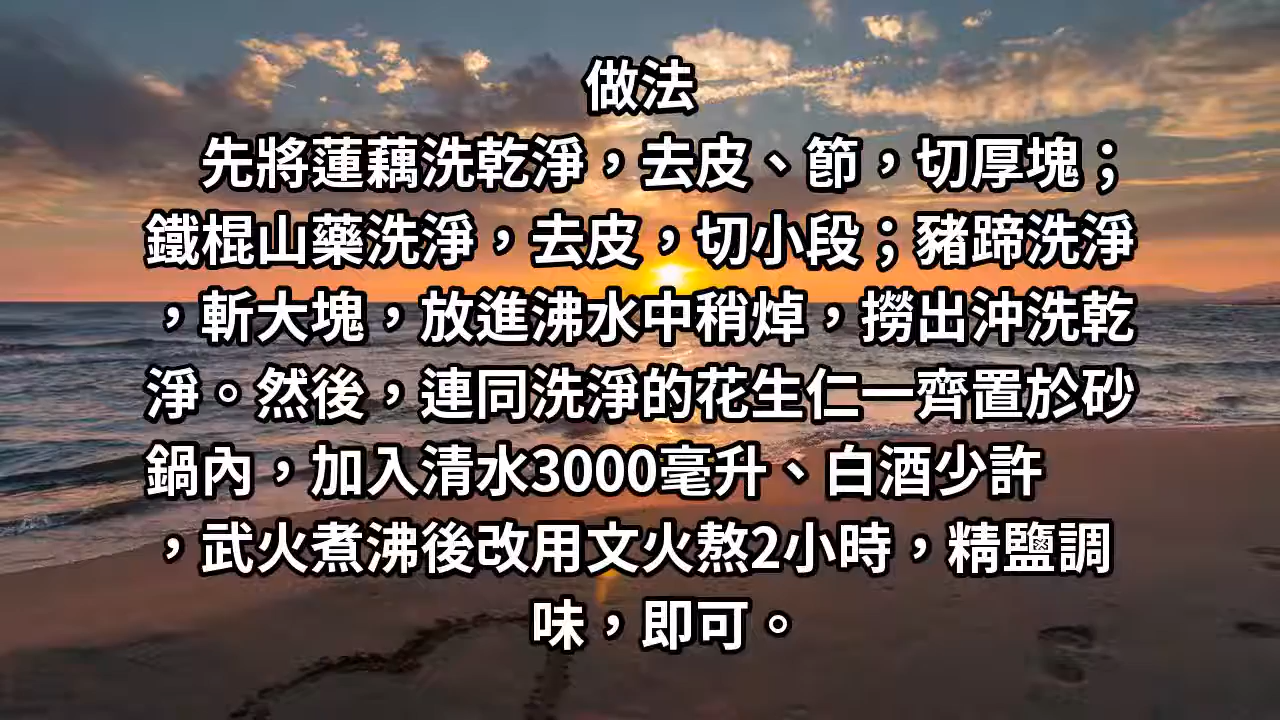 做法
先將蓮藕洗乾淨，去皮、節，切厚塊；
鐵棍山藥洗淨，去皮，切小段；豬蹄洗淨
，斬大塊，放進沸水中稍焯，撈出沖洗乾
淨。然後，連同洗淨的花生仁一齊置於砂
鍋內，加入清水3000毫升、白酒少許
，武火煮沸後改用文火熬2小時，精鹽調
味，即可。